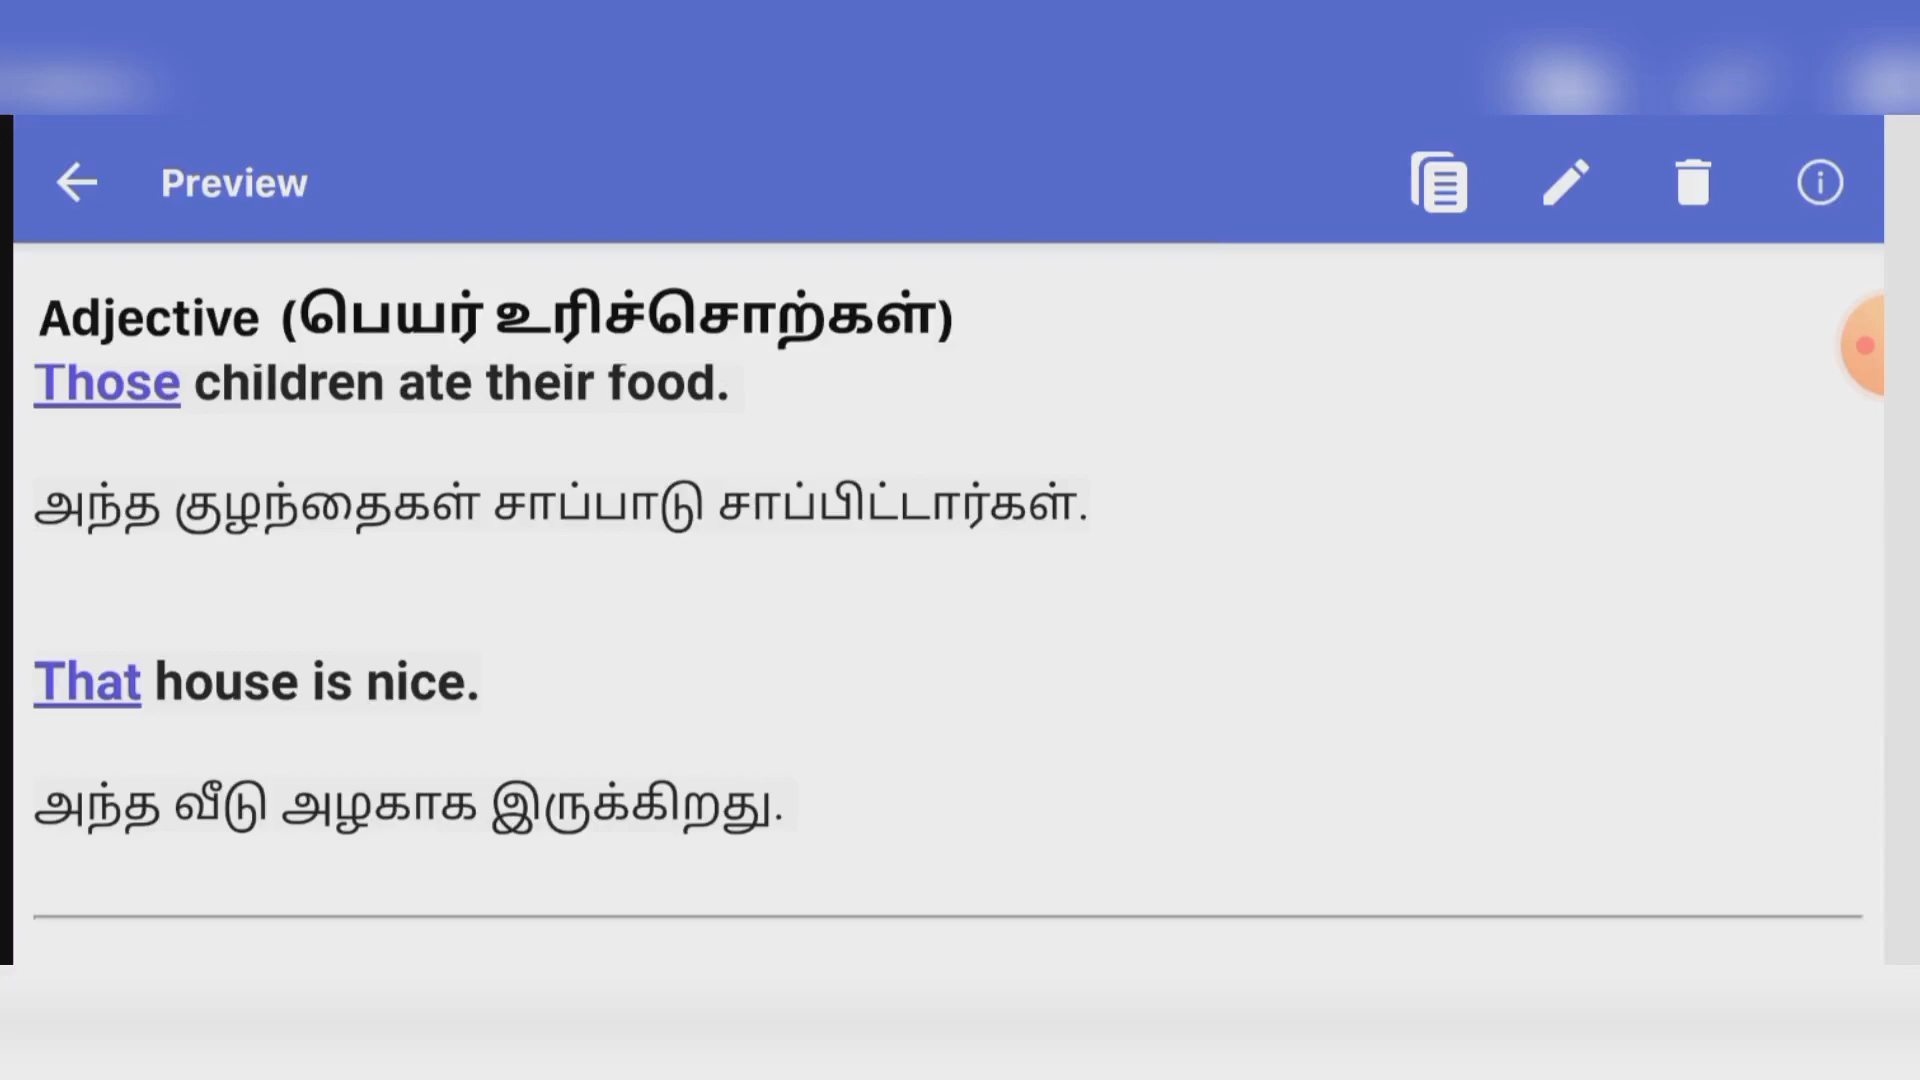 Preview
Adjective (பெயர் உரிச்சொற்கள்)
Those children ate their food.
அந்த குழந்தைகள் சாப்பாடு சாப்பிட்டார்கள்.
That house is nice.
அந்த வீடு அழகாக இருக்கிறது.